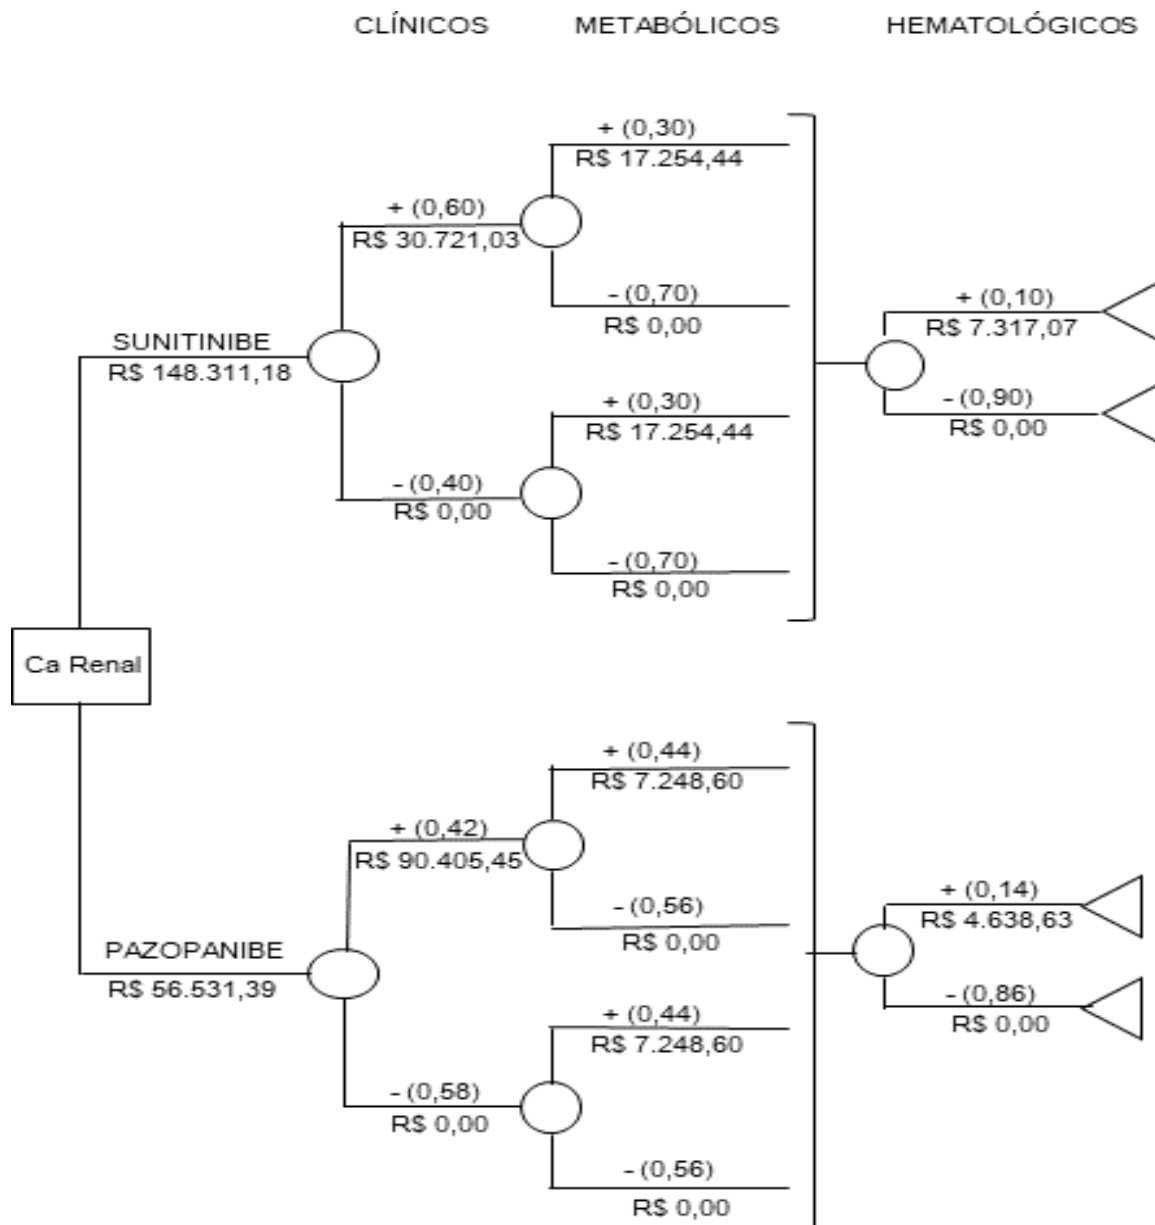 CLÍNICOS METABÓLICOS HEMATOLÓGICOS
+ (0,30)
R$ 17.254,44
+ (0,60)
R$ 30.721,03
- (0,70)
R$ 0,00
+ (0,10)
R$ 7.317,07
SUNITINIBE
R$ 148.311,18
+ (0,30)
R$ 17.254,44
- (0,90)
R$ 0,00
- (0,40)
R$ 0,00
- (0,70)
R$ 0,00
Ca Renal
+ (0,44)
R$ 7.248,60
+ (0,42)
R$ 90.405,45
- (0,56)
R$ 0,00
+ (0,14)
R$ 4.638,63
PAZOPANIBE
R$ 56.531,39
+ (0,44)
R$ 7.248,60
- (0,86)
R$ 0,00
- (0,58)
R$ 0,00
- (0,56)
R$ 0,00